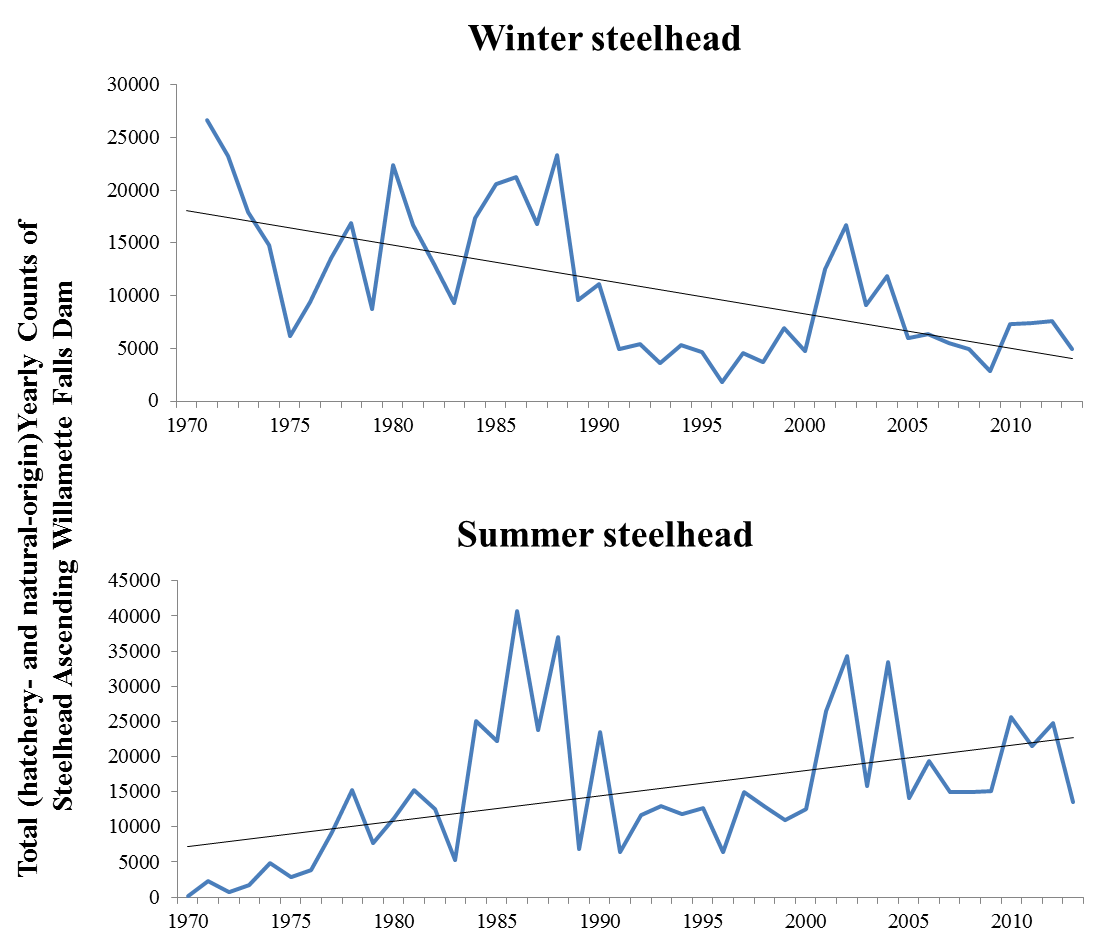 Total (hatchery- and natural-origin)Yearly Counts of
Steelhead Ascending Willamette Falls Dam
Winter steelhead
30000
25000
20000
15000
10000
5000
0
1970 1975 1980 1985 1990 1995 2000 2005 2010
Summer steelhead
45000
40000
35000
30000
25000
20000
15000
10000
5000
0
1970 1975 1980 1985 1990 1995 2000 2005 2010